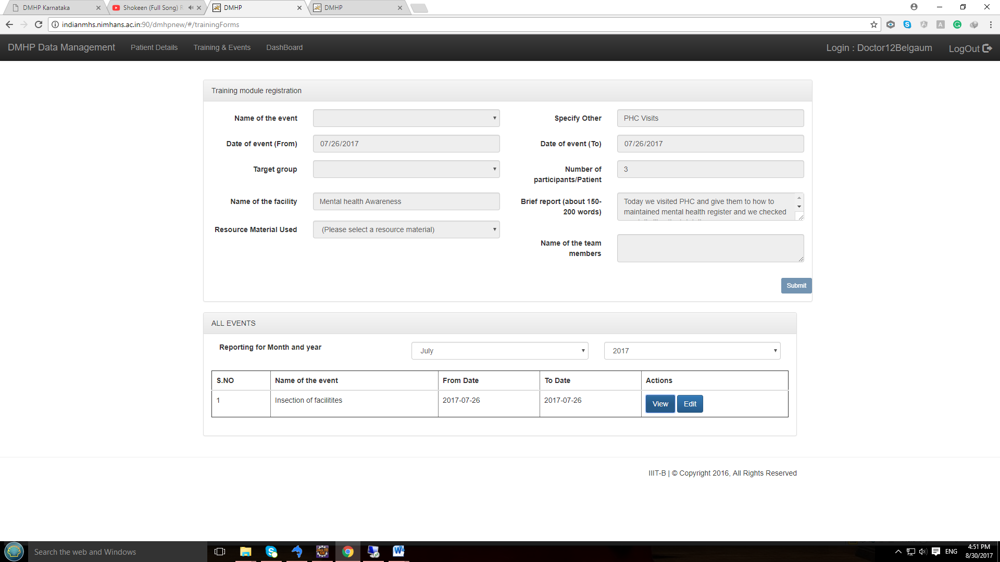 DMHP Karnataka
Shokeen (Full Song)
DMHP
DMHP
indianmhs.nimhans.ac.in:90/dmhpnew/#/trainingForms
DMHP Data Management Patient Details Training & Events DashBoard Login : Doctor12Belgaum LogOut
Training module registration
Name of the event
Specify Other PHC Visits
Date of event (From) 07/26/2017
Date of event (To) 07/26/2017
Target group
Number of
participants/Patient
3
Name of the facility Mental health Awareness
Brief report (about 150-
200 words)
Today we visited PHC and give them to how to
maintained mental health register and we checked
Resource Material Used (Please select a resource material)
Name of the team
members
Submit
ALL EVENTS
Reporting for Month and year July 2017
S.NO Name of the event From Date To Date Actions
1 Insection of facilitites 2017-07-26 2017-07-26 View Edit
IIIT-B | © Copyright 2016, All Rights Reserved
Search the web and Windows
ENG
4:51 PM
8/30/2017